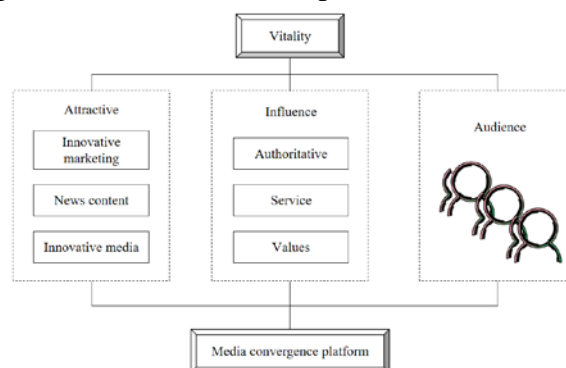 Vitality
Attractive
Innovative
marketing
News content
Innovative media
Influence
Authoritative
Service
Values
Audience
Media convergence platform